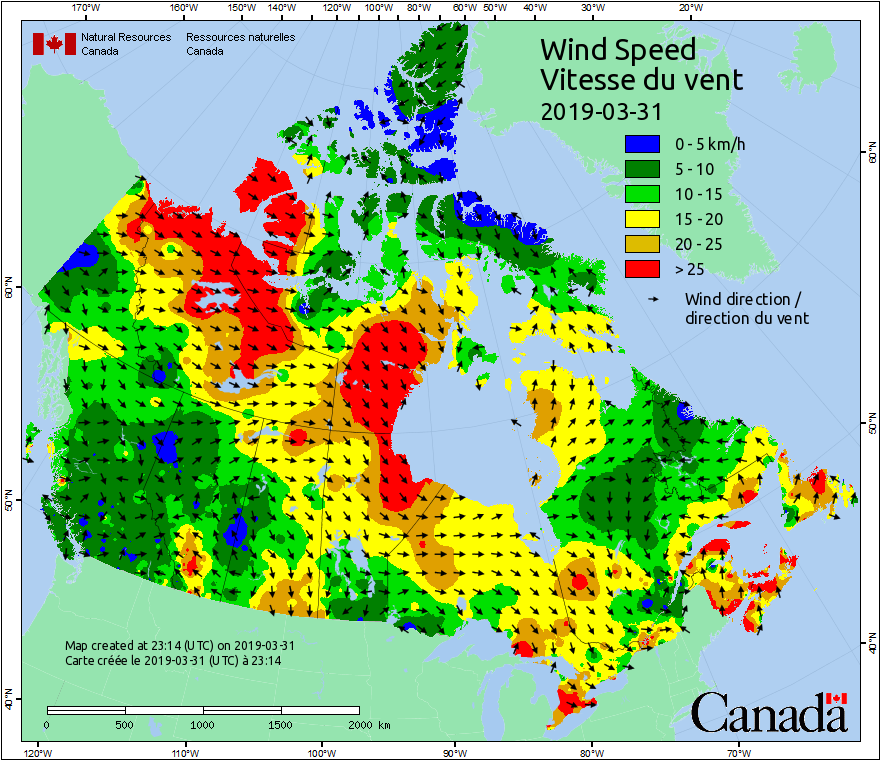 170°W 160°W 150°W 140°W 130°W 120°W 110°W 100°W 90°W 80°W 70°W 60°W 50°W 40°W 30°W 20°W
Natural Resources Ressources naturelles
Canada Canada
Wind Speed
Vitesse du vent
2019-03-31
0 - 5 km/h
5 - 10
10 - 15
15 - 20
20 - 25
> 25
Wind direction /
direction du vent
60°N
60°N
50°N
50°N
40°N
40°N
Map created at 23:14 (UTC) on 2019-03-31
Carte créée le 2019-03-31 (UTC) à 23:14
0 500 1000 1500 2000 km
Canada
120°W 110°W 100°W 90°W 80°W 70°W